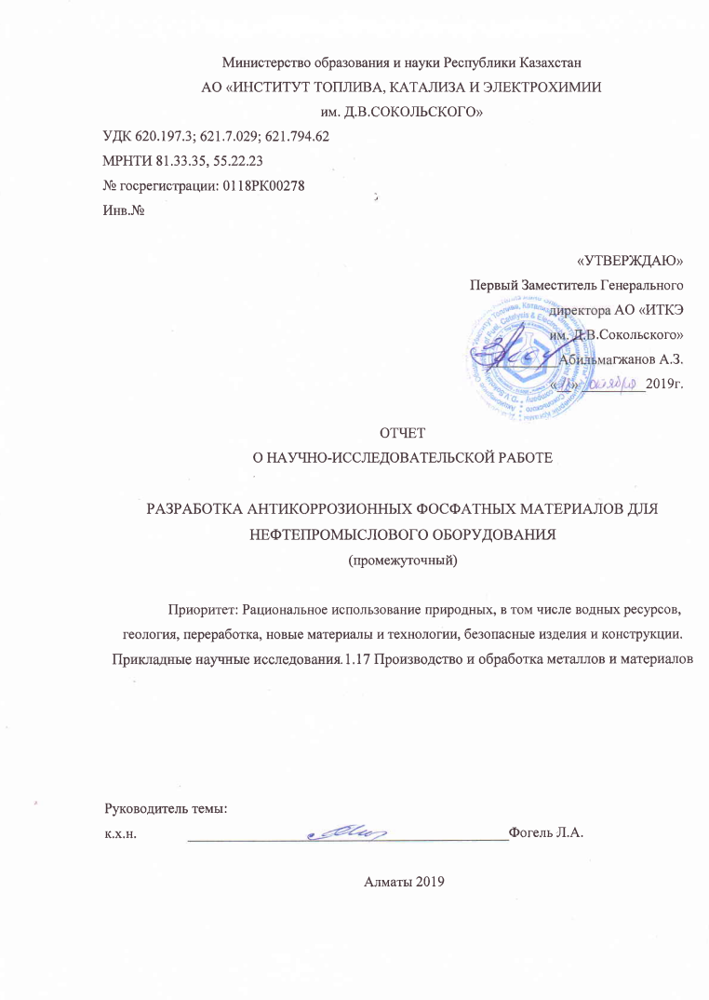 Министерство образования и науки Республики Казахстан
АО «ИНСТИТУТ ТОПЛИВА, КАТАЛИЗА И ЭЛЕКТРОХИМИИ
им. Д.В.СОКОЛЬСКОГО»
УДК 620.197.3; 621.7.029; 621.794.62
МРНТИ 81.33.35, 55.22.23
№ госрегистрации: 0118РК00278
Инв.№
«УТВЕРЖДАЮ»
Первый Заместитель Генерального
директора АО «ИТКЭ
им. Д.В.Сокольского»
Абильмагжанов А.З.
« » октября 2019г.
ОТЧЕТ
О НАУЧНО-ИССЛЕДОВАТЕЛЬСКОЙ РАБОТЕ
РАЗРАБОТКА АНТИКОРРОЗИОННЫХ ФОСФАТНЫХ МАТЕРИАЛОВ ДЛЯ
НЕФТЕПРОМЫСЛОВОГО ОБОРУДОВАНИЯ
(промежуточный)
Приоритет: Рациональное использование природных, в том числе водных ресурсов,
геология, переработка, новые материалы и технологии, безопасные изделия и конструкции.
Прикладные научные исследования.1.17 Производство и обработка металлов и материалов
Руководитель темы:
к.х.н. Фогель Л.А.
Алматы 2019